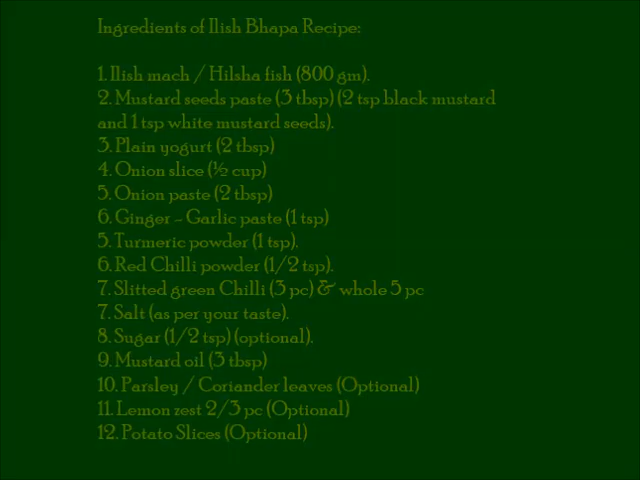 Ingredients of Ilish Bhapa Recipe:
1. Ilish mach / Hilsha fish (800 gm).
2. Mustard seeds paste (3 tbsp) (2 tsp black mustard
and 1 tsp white mustard seeds).
3. Plain yogurt (2 tbsp)
4. Onion slice (½ cup)
5. Onion paste (2 tbsp)
6. Ginger - Garlic paste (1 tsp)
5. Turmeric powder (1 tsp).
6. Red Chilli powder (1/2 tsp).
7. Slitted green Chilli (3 pc) & whole 5 pc
7. Salt (as per your taste).
8. Sugar (1/2 tsp) (optional).
9. Mustard oil (3 tbsp)
10. Parsley / Coriander leaves (Optional)
11. Lemon zest 2/3 pc (Optional)
12. Potato Slices (Optional)